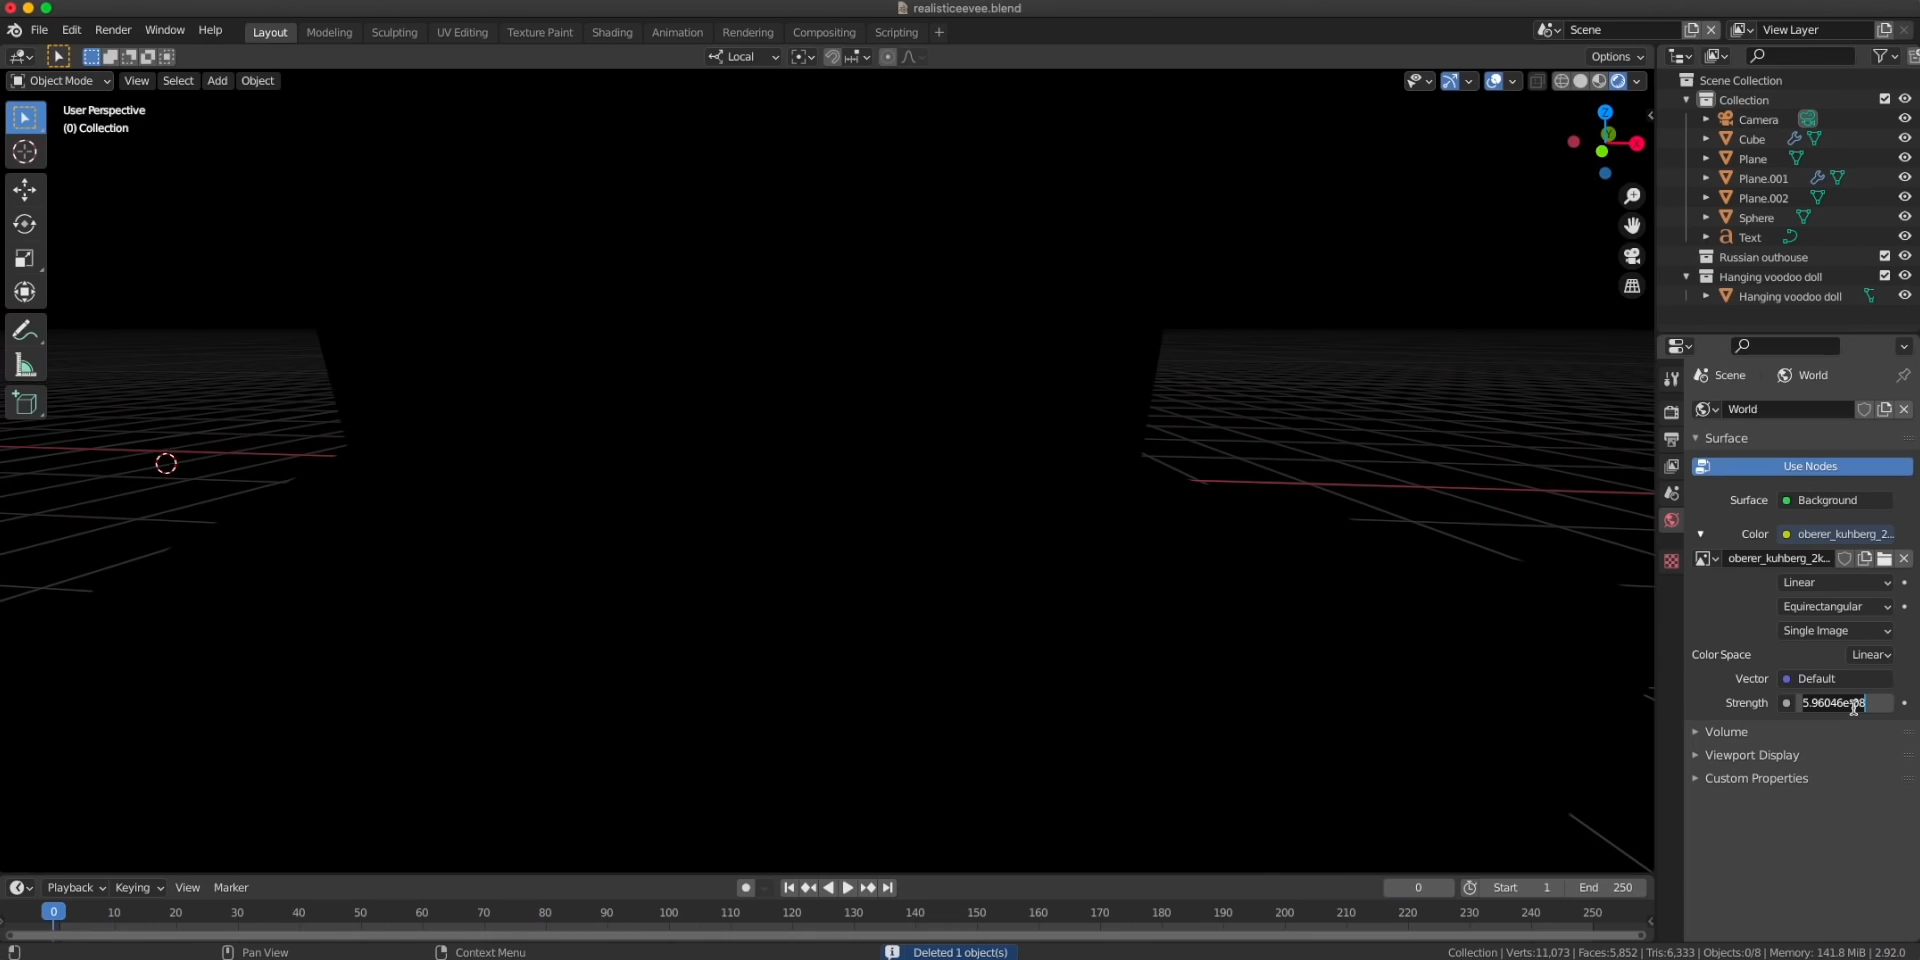 realisticeevee.blend
File Edit Render Window Help Layout Modeling Sculpting UV Editing Texture Paint Shading Animation Rendering Compositing Scripting + Scene View Layer
Local Options
Object Mode View Select Add Object
User Perspective
(0) Collection
Z
Y
X
Scene Collection
Collection
Camera
Cube
Plane
Plane.001
Plane.002
Sphere
Text
Russian outhouse
Hanging voodoo doll
Hanging voodoo doll
Scene World
World
Surface
Use Nodes
Surface Background
Color oberer_kuhberg_2...
oberer_kuhberg_2k...
Linear
Equirectangular
Single Image
Color Space Linear
Vector Default
Strength 5.96046e-08
Volume
Viewport Display
Custom Properties
Playback Keying View Marker 0 Start 1 End 250
0 10 20 30 40 50 60 70 80 90 100 110 120 130 140 150 160 170 180 190 200 210 220 230 240 250
Pan View Context Menu Deleted 1 object(s) Collection | Verts:11,073 | Faces:5,852 | Tris:6,333 | Objects:0/8 | Memory: 141.8 MiB | 2.92.0